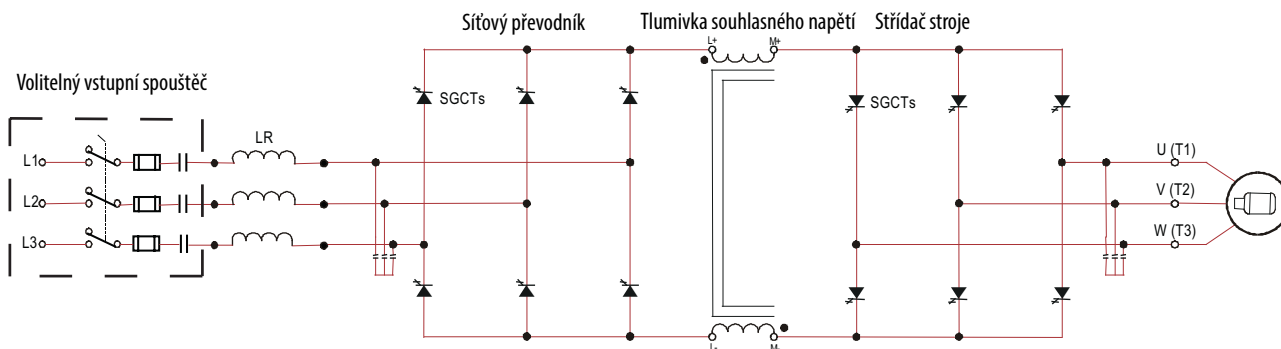 Síťový převodník
Tlumivka souhlasného napětí
Střídač stroje
L+
M+
Volitelný vstupní spouštěč
SGCTs
SGCTs
LR
L1
U (T1)
L2
V (T2)
L3
W (T3)